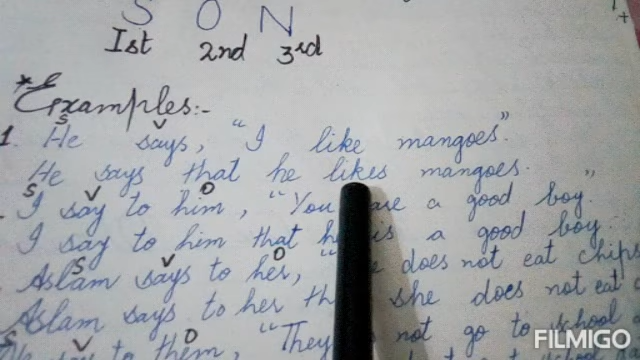 S O N
Ist 2nd 3rd
* Examples:-
S V
1. He says, "I like mangoes".
He says that he likes mangoes.
S V O
I say to him, "You are a good boy."
I say to him that he is a good boy.
S V O
Aslam says to her, " does not eat chips
Aslam says to her she does not eat
S V O
say to them, "They not go to school
FILMIGO